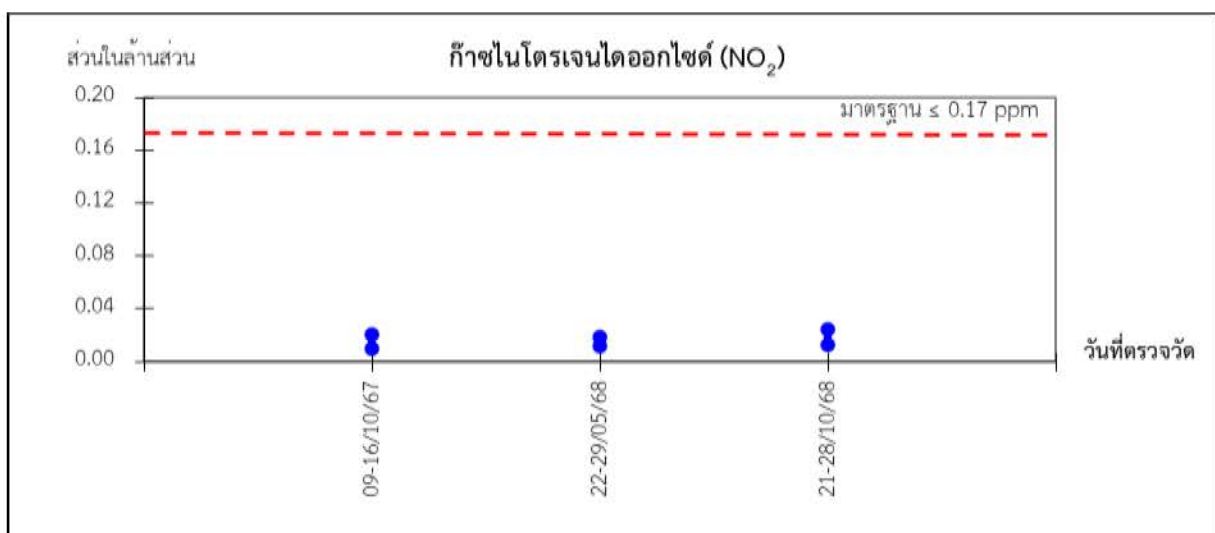 ก๊าซไนโตรเจนไดออกไซด์ (NO₂)
ส่วนในล้านส่วน
0.20
มาตรฐาน ≤ 0.17 ppm
0.16
0.12
0.08
0.04
0.00
วันที่ตรวจวัด
09-16/10/67
22-29/05/68
21-28/10/68